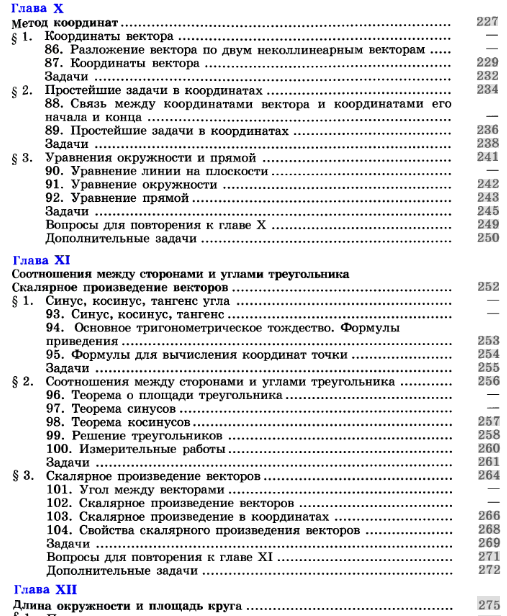 Глава X
Метод координат ........ 227
§ 1. Координаты вектора ........ —
86. Разложение вектора по двум неколлинеарным векторам ..... —
87. Координаты вектора ........ 229
Задачи ........ 232
§ 2. Простейшие задачи в координатах ........ 234
88. Связь между координатами вектора и координатами его
начала и конца ........ —
89. Простейшие задачи в координатах ........ 236
Задачи ........ 238
§ 3. Уравнения окружности и прямой ........ 241
90. Уравнение линии на плоскости ........ —
91. Уравнение окружности ........ 242
92. Уравнение прямой ........ 243
Задачи ........ 245
Вопросы для повторения к главе X ........ 249
Дополнительные задачи ........ 250
Глава XI
Соотношения между сторонами и углами треугольника
Скалярное произведение векторов ........ 252
§ 1. Синус, косинус, тангенс угла ........ —
93. Синус, косинус, тангенс ........ —
94. Основное тригонометрическое тождество. Формулы
приведения ........ 253
95. Формулы для вычисления координат точки ........ 254
Задачи ........ 255
§ 2. Соотношения между сторонами и углами треугольника ........ 256
96. Теорема о площади треугольника ........ —
97. Теорема синусов ........ —
98. Теорема косинусов ........ 257
99. Решение треугольников ........ 258
100. Измерительные работы ........ 260
Задачи ........ 261
§ 3. Скалярное произведение векторов ........ 264
101. Угол между векторами ........ —
102. Скалярное произведение векторов ........ —
103. Скалярное произведение в координатах ........ 266
104. Свойства скалярного произведения векторов ........ 268
Задачи ........ 269
Вопросы для повторения к главе XI ........ 271
Дополнительные задачи ........ 272
Глава XII
Длина окружности и площадь круга ........ 275